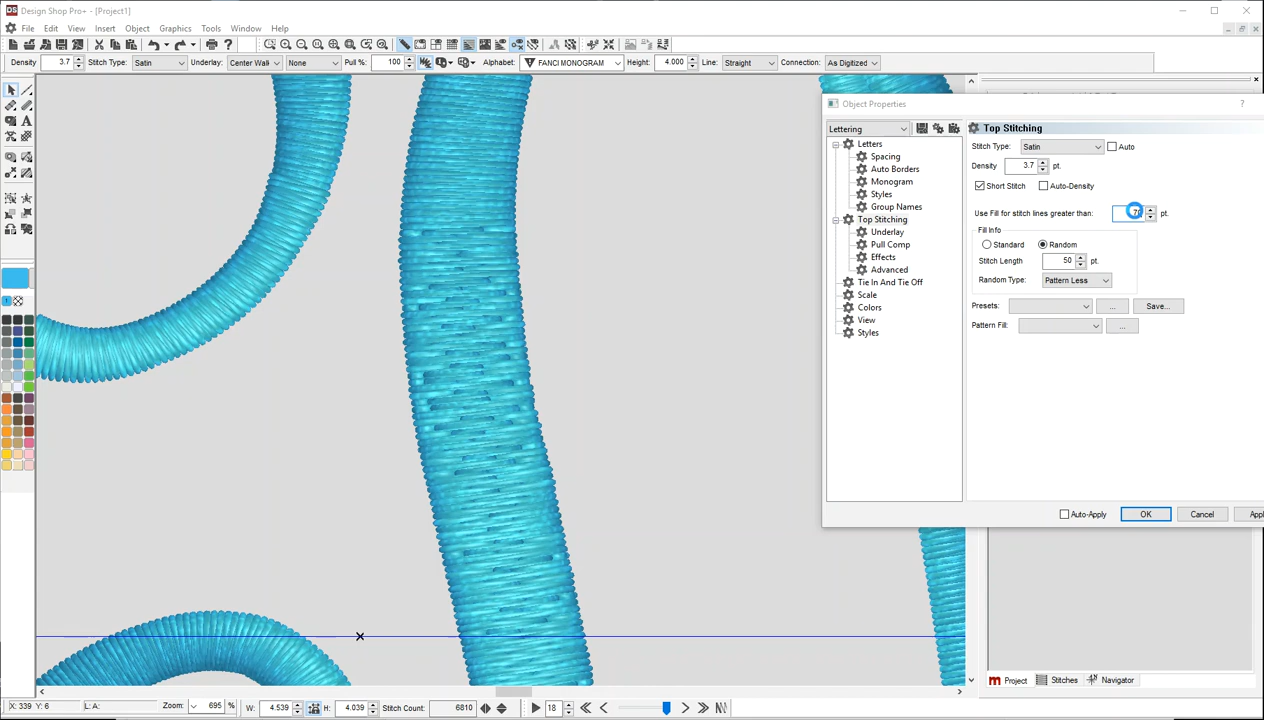 DS Design Shop Pro+ - [Project1]
File Edit View Insert Object Graphics Tools Window Help
Density 3.7 Stitch Type: Satin Underlay: Center Walk None Pull % 100 Alphabet: FANCI MONOGRAM Height: 4.000 Line: Straight Connection: As Digitized
Object Properties ?
Lettering
Letters
Spacing
Auto Borders
Monogram
Styles
Group Names
Top Stitching
Underlay
Pull Comp
Effects
Advanced
Tie In And Tie Off
Scale
Colors
View
Styles
Top Stitching
Stitch Type: Satin Auto
Density 3.7 pt.
Short Stitch Auto-Density
Use Fill for stitch lines greater than: 70 pt.
Fill Info
Standard Random
Stitch Length 50 pt.
Random Type: Pattern Less
Presets: ... Save...
Pattern Fill: ...
Auto-Apply OK Cancel Appl
Project Stitches Navigator
X: 339 Y: 6 L: A: Zoom: 695 % W: 4.539 H: 4.039 Stitch Count: 6810 18